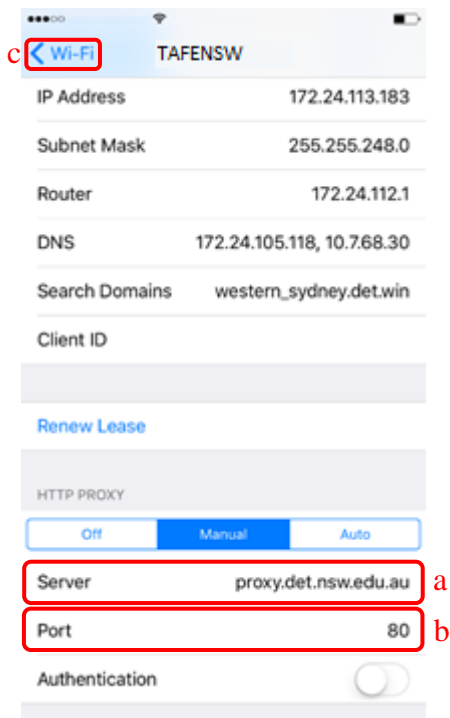 c Wi-Fi TAFENSW
IP Address 172.24.113.183
Subnet Mask 255.255.248.0
Router 172.24.112.1
DNS 172.24.105.118, 10.7.68.30
Search Domains western_sydney.det.win
Client ID
Renew Lease
HTTP PROXY
Off Manual Auto
Server proxy.det.nsw.edu.au a
Port 80 b
Authentication